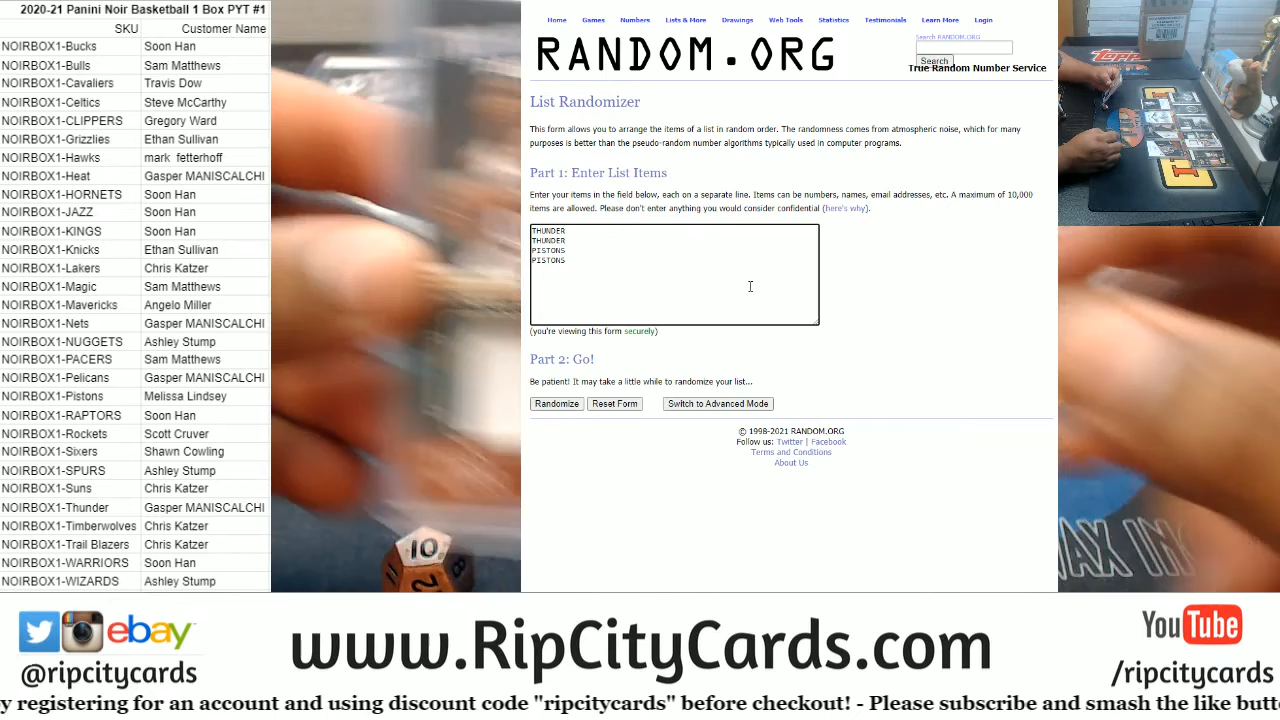 2020-21 Panini Noir Basketball 1 Box PYT #1
SKU Customer Name
NOIRBOX1-Bucks Soon Han
NOIRBOX1-Bulls Sam Matthews
NOIRBOX1-Cavaliers Travis Dow
NOIRBOX1-Celtics Steve McCarthy
NOIRBOX1-CLIPPERS Gregory Ward
NOIRBOX1-Grizzlies Ethan Sullivan
NOIRBOX1-Hawks mark fetterhoff
NOIRBOX1-Heat Gasper MANISCALCHI
NOIRBOX1-HORNETS Soon Han
NOIRBOX1-JAZZ Soon Han
NOIRBOX1-KINGS Soon Han
NOIRBOX1-Knicks Ethan Sullivan
NOIRBOX1-Lakers Chris Katzer
NOIRBOX1-Magic Sam Matthews
NOIRBOX1-Mavericks Angelo Miller
NOIRBOX1-Nets Gasper MANISCALCHI
NOIRBOX1-NUGGETS Ashley Stump
NOIRBOX1-PACERS Sam Matthews
NOIRBOX1-Pelicans Gasper MANISCALCHI
NOIRBOX1-Pistons Melissa Lindsey
NOIRBOX1-RAPTORS Soon Han
NOIRBOX1-Rockets Scott Cruver
NOIRBOX1-Sixers Shawn Cowling
NOIRBOX1-SPURS Ashley Stump
NOIRBOX1-Suns Chris Katzer
NOIRBOX1-Thunder Gasper MANISCALCHI
NOIRBOX1-Timberwolves Chris Katzer
NOIRBOX1-Trail Blazers Chris Katzer
NOIRBOX1-WARRIORS Soon Han
NOIRBOX1-WIZARDS Ashley Stump
10
Home Games Numbers Lists & More Drawings Web Tools Statistics Testimonials Learn More Login
RANDOM.ORG
Search RANDOM.ORG
Search
True Random Number Service
List Randomizer
This form allows you to arrange the items of a list in random order. The randomness comes from atmospheric noise, which for many
purposes is better than the pseudo-random number algorithms typically used in computer programs.
Part 1: Enter List Items
Enter your items in the field below, each on a separate line. Items can be numbers, names, email addresses, etc. A maximum of 10,000
items are allowed. Please don't enter anything you would consider confidential (here's why).
THUNDER
THUNDER
PISTONS
PISTONS
(you're viewing this form securely)
Part 2: Go!
Be patient! It may take a little while to randomize your list...
Randomize Reset Form Switch to Advanced Mode
© 1998-2021 RANDOM.ORG
Follow us: Twitter | Facebook
Terms and Conditions
About Us
Topps
ebay
@ripcitycards
www.RipCityCards.com
YouTube
/ripcitycards
y registering for an account and using discount code "ripcitycards" before checkout! - Please subscribe and smash the like butt